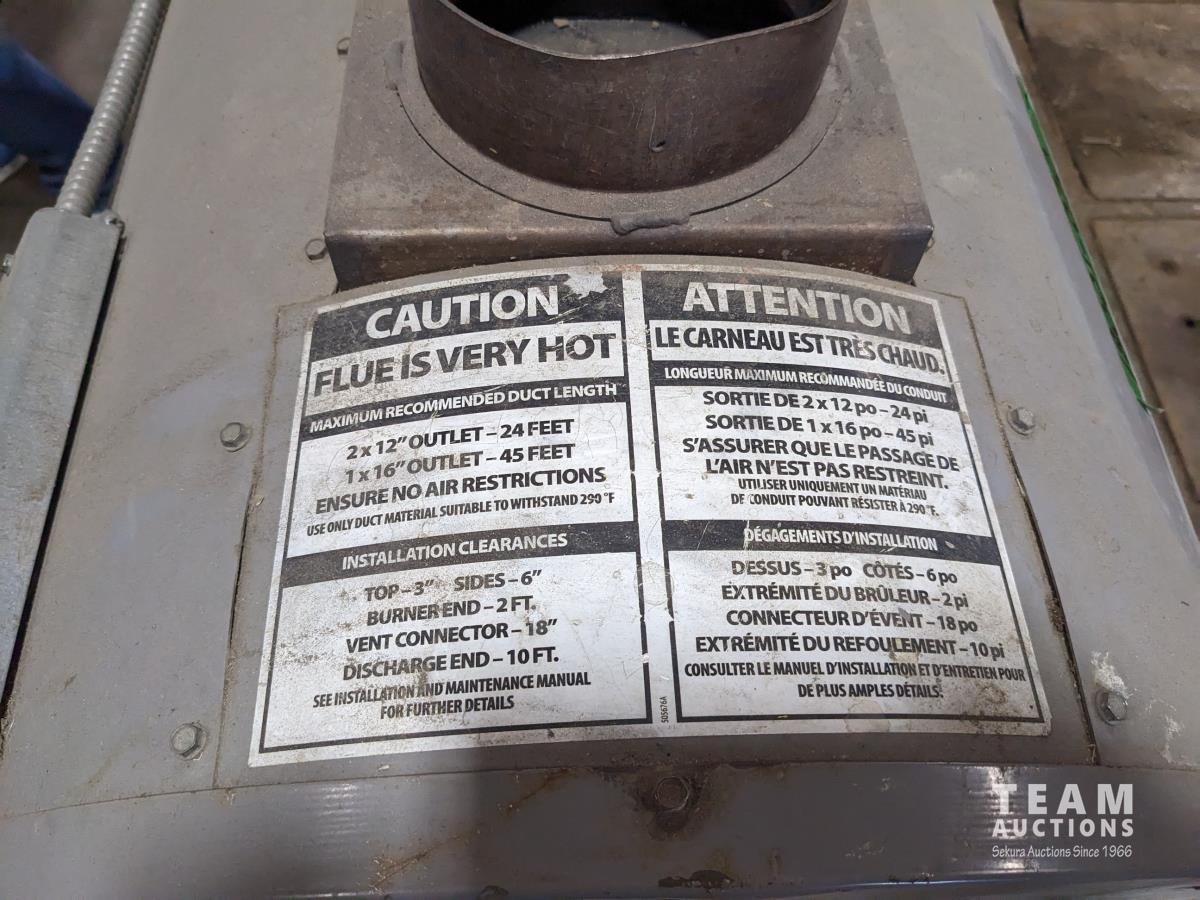 CAUTION
FLUE IS VERY HOT
MAXIMUM RECOMMENDED DUCT LENGTH
2 x 12" OUTLET – 24 FEET
1 x 16" OUTLET – 45 FEET
ENSURE NO AIR RESTRICTIONS
USE ONLY DUCT MATERIAL SUITABLE TO WITHSTAND 290 °F
INSTALLATION CLEARANCES
TOP – 3" SIDES – 6"
BURNER END – 2 FT.
VENT CONNECTOR – 18"
DISCHARGE END – 10 FT.
SEE INSTALLATION AND MAINTENANCE MANUAL
FOR FURTHER DETAILS
ATTENTION
LE CARNEAU EST TRÈS CHAUD.
LONGUEUR MAXIMUM RECOMMANDÉE DU CONDUIT
SORTIE DE 2 x 12 po – 24 pi
SORTIE DE 1 x 16 po – 45 pi
S'ASSURER QUE LE PASSAGE DE
L'AIR N'EST PAS RESTREINT.
UTILISER UNIQUEMENT UN MATÉRIAU
DE CONDUIT POUVANT RÉSISTER À 290 °F.
DÉGAGEMENTS D'INSTALLATION
DESSUS – 3 po CÔTÉS – 6 po
EXTRÉMITÉ DU BRÛLEUR – 2 pi
CONNECTEUR D'ÉVENT – 18 po
EXTRÉMITÉ DU REFOULEMENT – 10 pi
CONSULTER LE MANUEL D'INSTALLATION ET D'ENTRETIEN POUR
DE PLUS AMPLES DÉTAILS.
505676A
TEAM
AUCTIONS
Sekura Auctions Since 1966